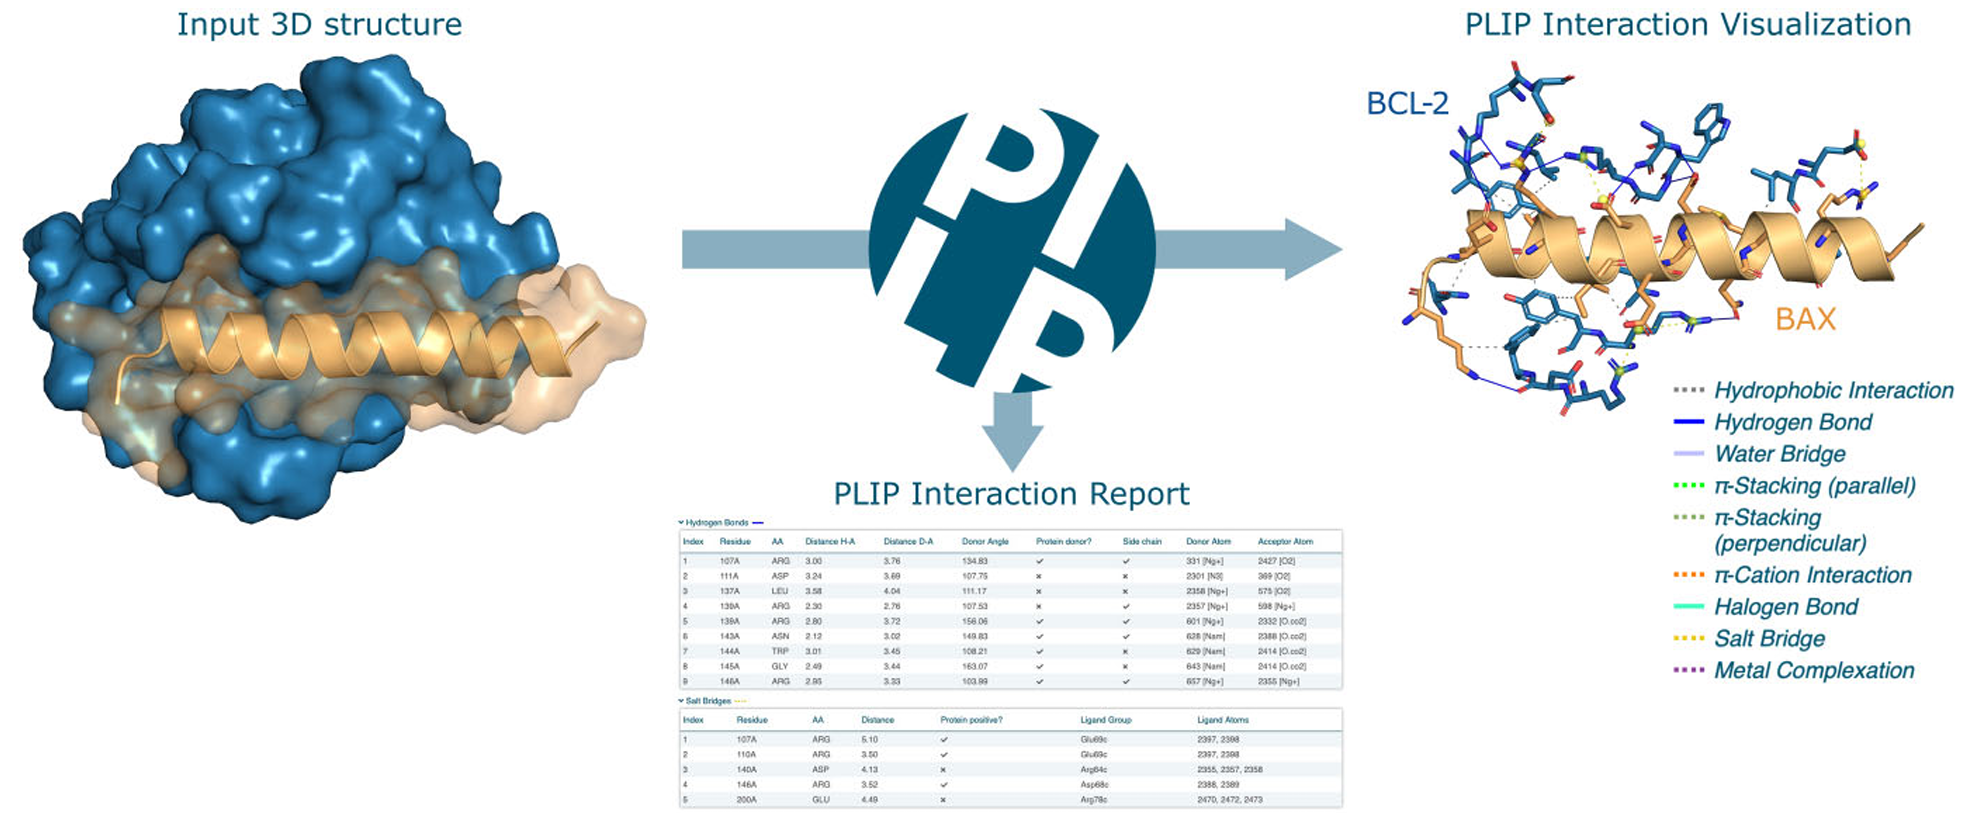 Input 3D structure
PLIP Interaction Visualization
BCL-2
PLIP
BAX
Hydrophobic Interaction
Hydrogen Bond
Water Bridge
π-Stacking (parallel)
π-Stacking
(perpendicular)
π-Cation Interaction
Halogen Bond
Salt Bridge
Metal Complexation
PLIP Interaction Report
Hydrogen Bonds
Index Residue AA Distance H-A Distance D-A Donor Angle Protein donor? Side chain Donor Atom Acceptor Atom
1 107A ARG 3.00 3.76 134.83 ✓ ✓ 331 [Ng+] 2427 [O2]
2 111A ASP 3.24 3.69 107.75 × × 2301 [N3] 369 [O2]
3 137A LEU 3.58 4.04 111.17 × × 2358 [Ng+] 575 [O2]
4 139A ARG 2.30 2.76 107.53 × ✓ 2357 [Ng+] 598 [Ng+]
5 139A ARG 2.80 3.72 156.06 ✓ ✓ 601 [Ng+] 2332 [O.co2]
6 143A ASN 2.12 3.02 149.83 ✓ ✓ 628 [Nam] 2388 [O.co2]
7 144A TRP 3.01 3.45 108.21 ✓ × 629 [Nam] 2414 [O.co2]
8 145A GLY 2.49 3.44 163.07 ✓ × 643 [Nam] 2414 [O.co2]
9 146A ARG 2.95 3.33 103.99 ✓ ✓ 657 [Ng+] 2355 [Ng+]
Salt Bridges
Index Residue AA Distance Protein positive? Ligand Group Ligand Atoms
1 107A ARG 5.10 ✓ Glu69c 2397, 2398
2 110A ARG 3.50 ✓ Glu69c 2397, 2398
3 140A ASP 4.13 × Arg64c 2355, 2357, 2358
4 146A ARG 3.52 ✓ Asp68c 2388, 2389
5 200A GLU 4.49 × Arg78c 2470, 2472, 2473